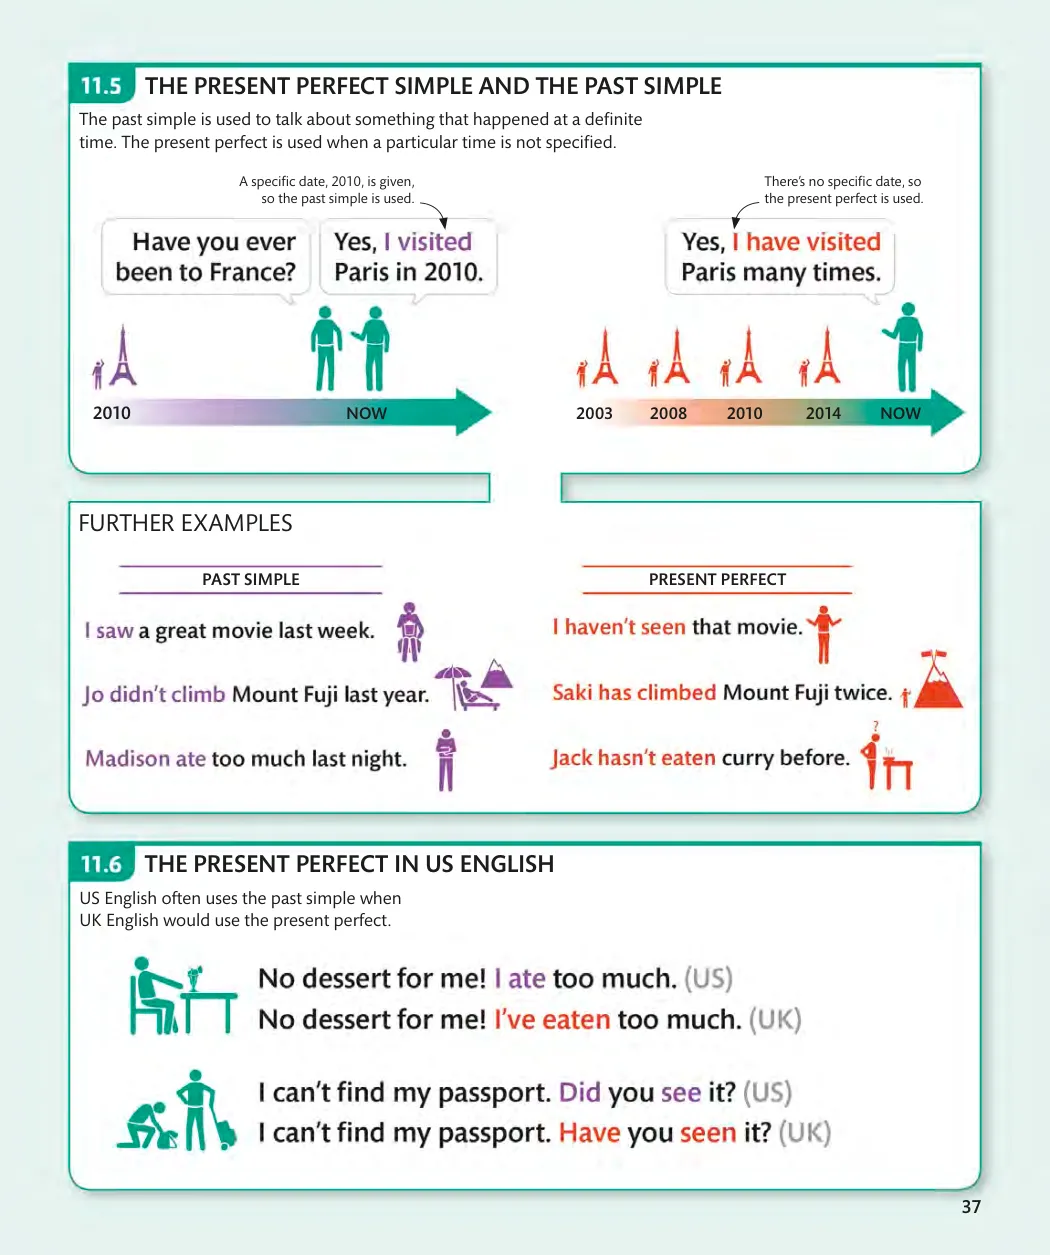 11.5 THE PRESENT PERFECT SIMPLE AND THE PAST SIMPLE
The past simple is used to talk about something that happened at a definite
time. The present perfect is used when a particular time is not specified.
A specific date, 2010, is given,
so the past simple is used.
Have you ever
been to France?
Yes, I visited
Paris in 2010.
2010
NOW
There's no specific date, so
the present perfect is used.
Yes, I have visited
Paris many times.
2003
2008
2010
2014
NOW
FURTHER EXAMPLES
PAST SIMPLE
I saw a great movie last week.
Jo didn't climb Mount Fuji last year.
Madison ate too much last night.
PRESENT PERFECT
I haven't seen that movie.
Saki has climbed Mount Fuji twice.
?
Jack hasn't eaten curry before.
11.6 THE PRESENT PERFECT IN US ENGLISH
US English often uses the past simple when
UK English would use the present perfect.
No dessert for me! I ate too much. (US)
No dessert for me! I've eaten too much. (UK)
I can't find my passport. Did you see it? (US)
I can't find my passport. Have you seen it? (UK)
37